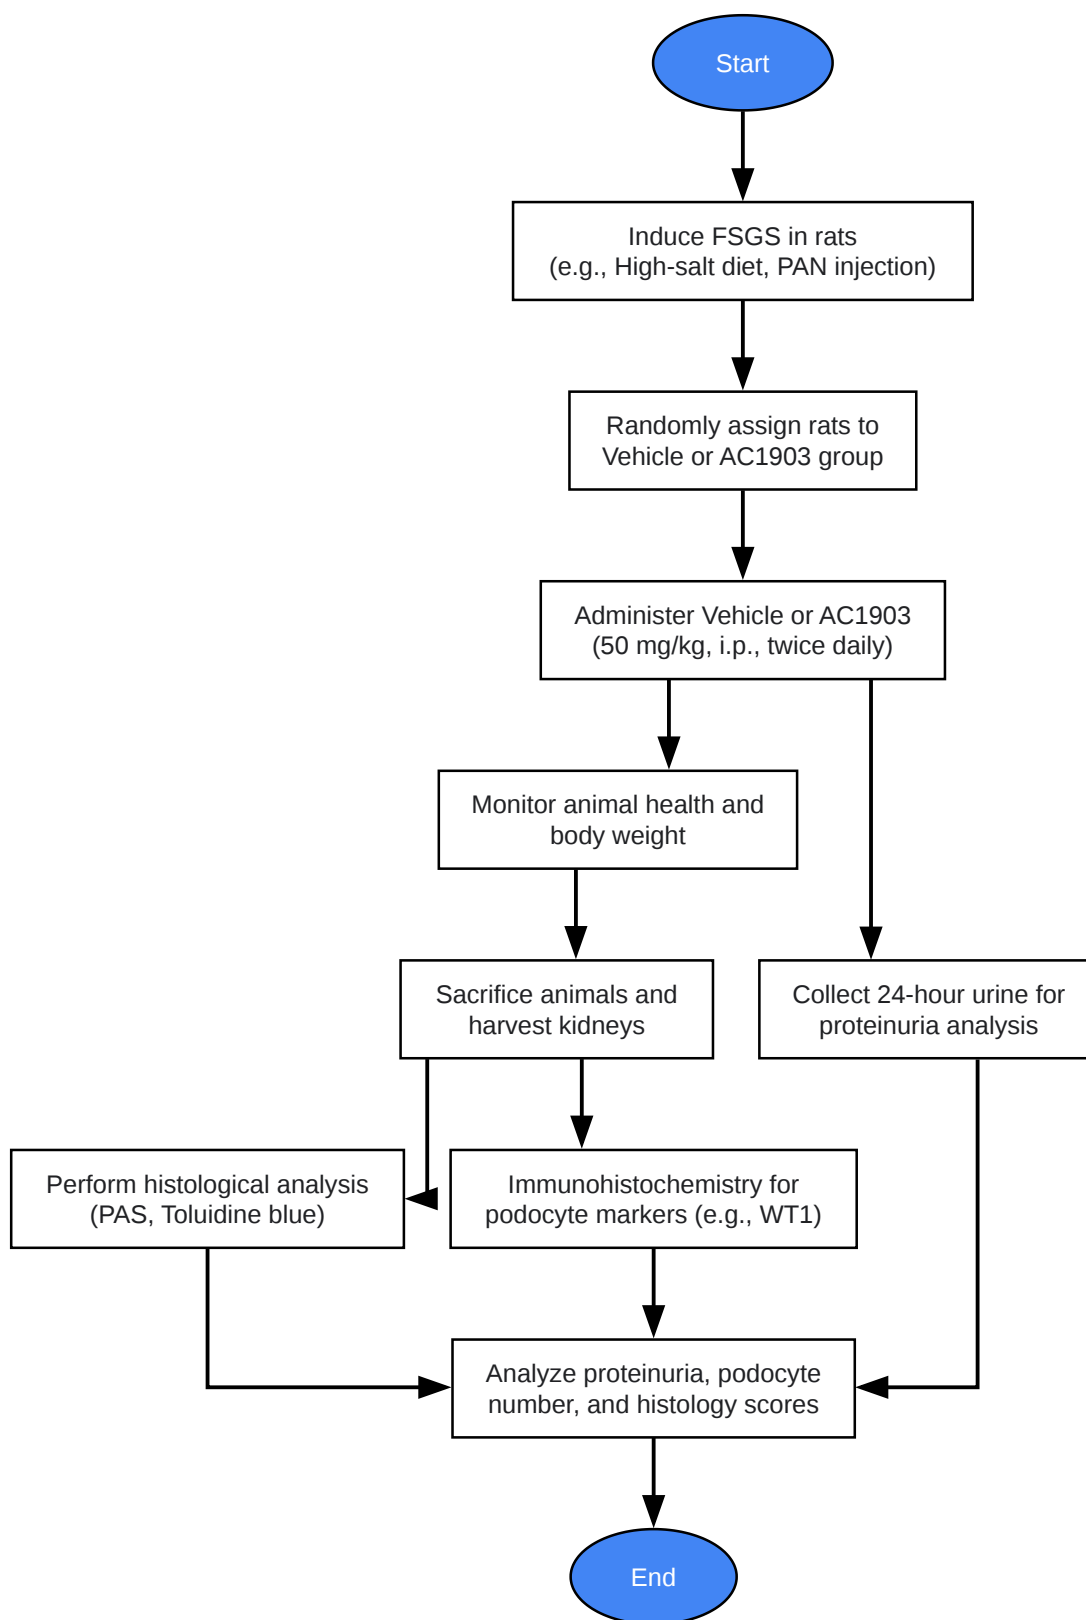 Start
Induce FSGS in rats
(e.g., High-salt diet, PAN injection)
Randomly assign rats to
Vehicle or AC1903 group
Administer Vehicle or AC1903
(50 mg/kg, i.p., twice daily)
Monitor animal health and
body weight
Sacrifice animals and
harvest kidneys
Collect 24-hour urine for
proteinuria analysis
Perform histological analysis
(PAS, Toluidine blue)
Immunohistochemistry for
podocyte markers (e.g., WT1)
Analyze proteinuria, podocyte
number, and histology scores
End